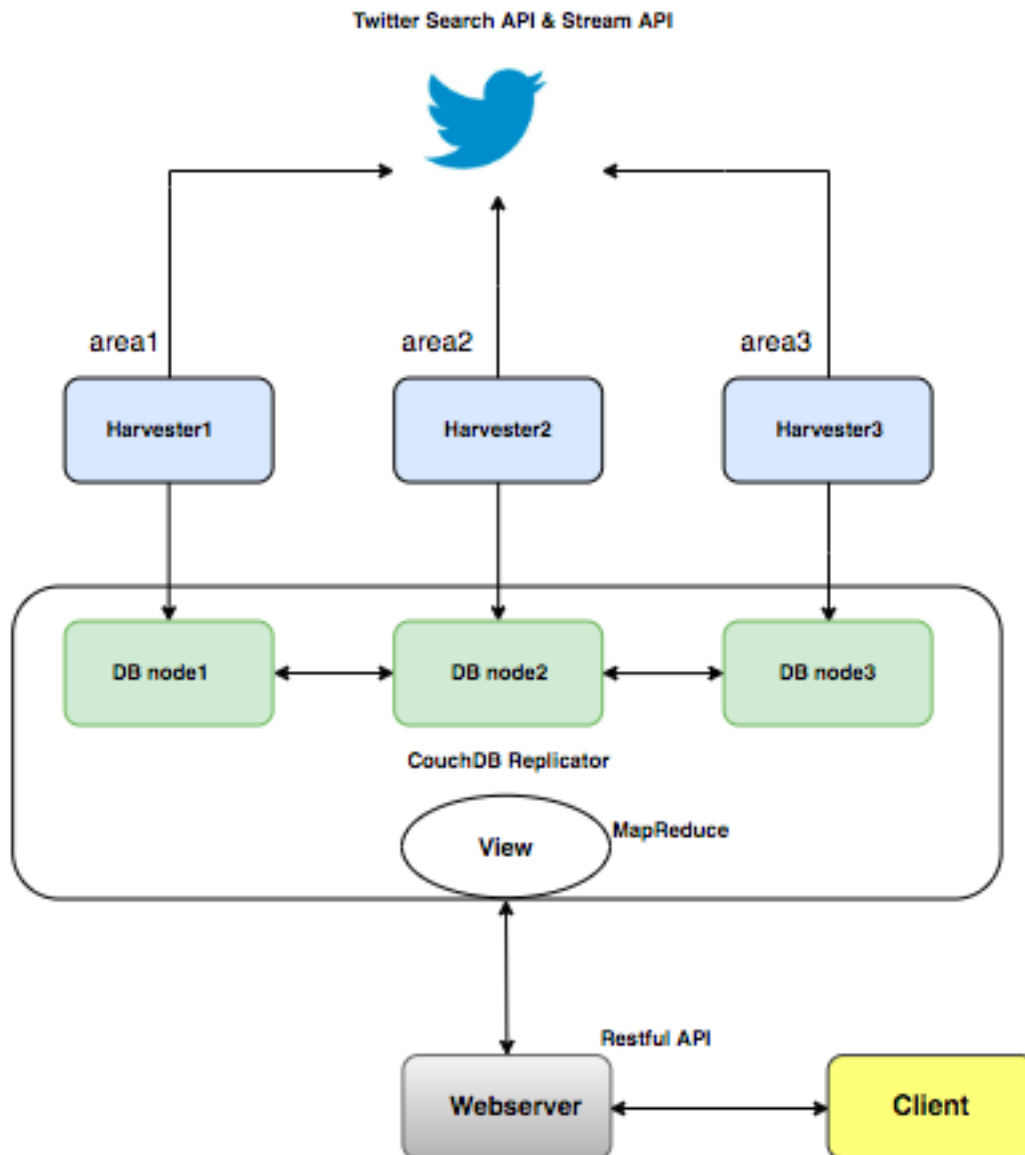 Twitter Search API & Stream API
area1
area2
area3
Harvester1
Harvester2
Harvester3
DB node1
DB node2
DB node3
CouchDB Replicator
MapReduce
View
Restful API
Webserver
Client